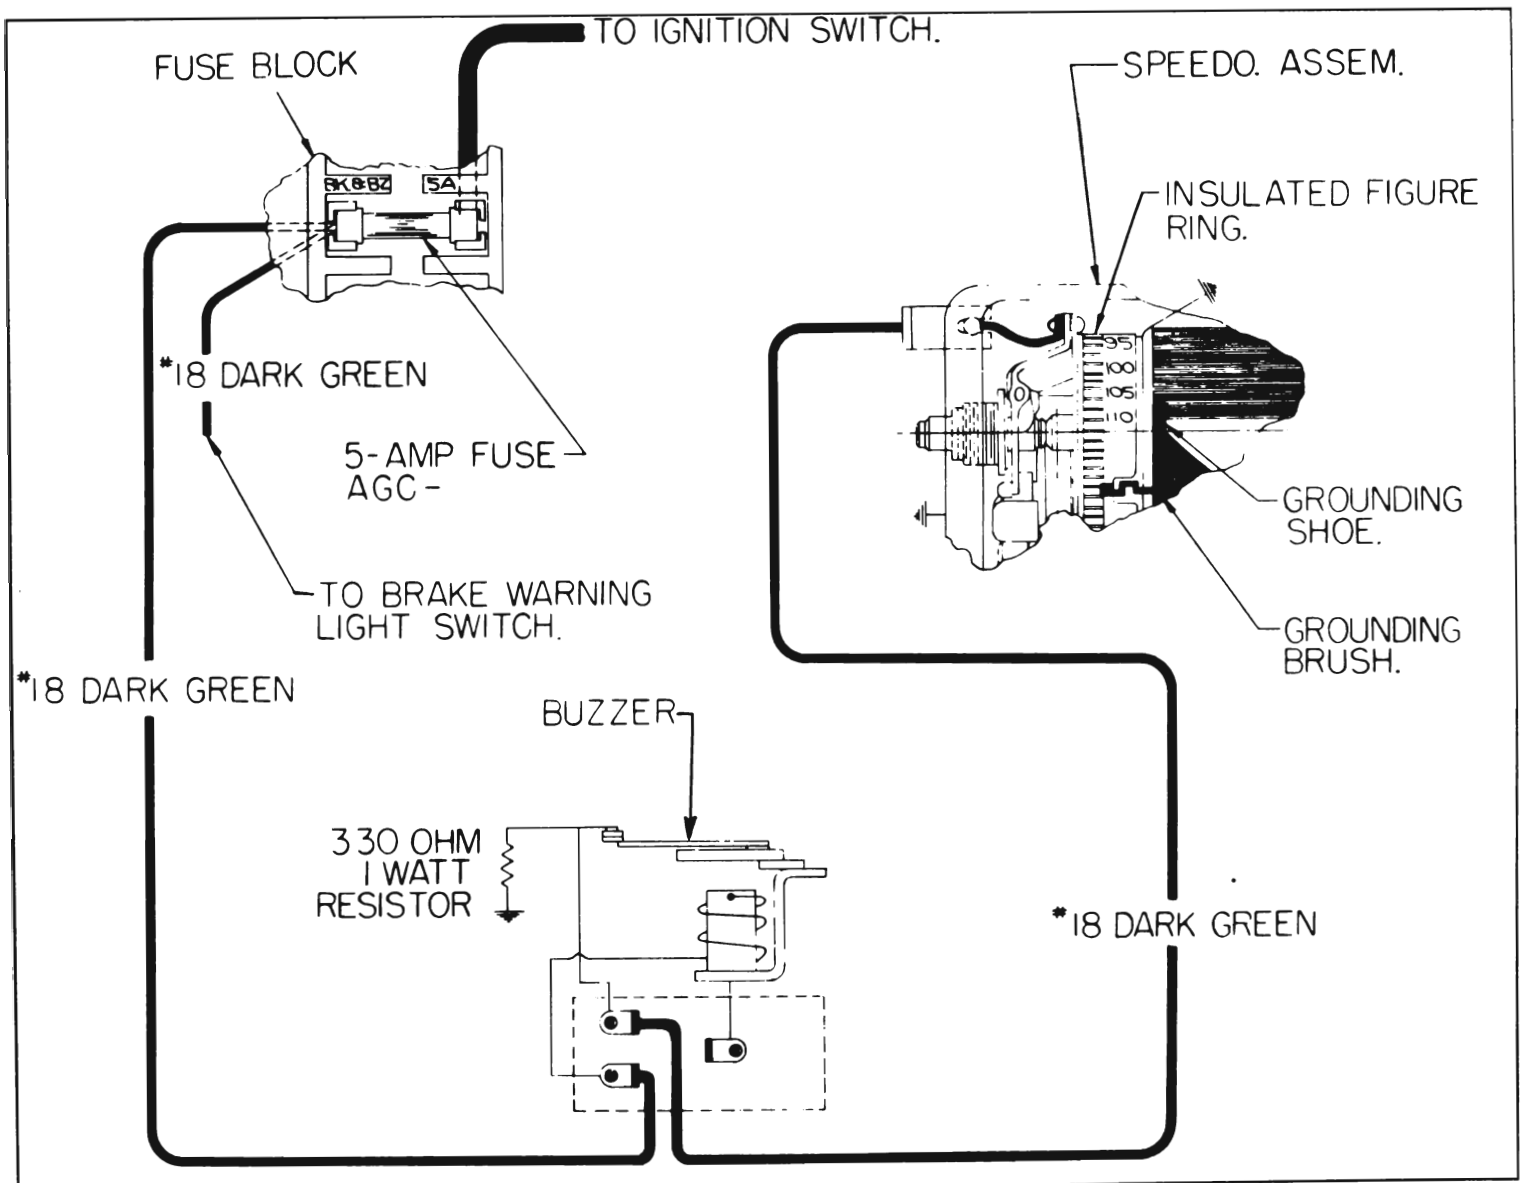 TO IGNITION SWITCH.
FUSE BLOCK
SPEEDO. ASSEM.
BK & BZ
5A
INSULATED FIGURE
RING.
95
100
105
110
#18 DARK GREEN
5-AMP FUSE
AGC-
GROUNDING
SHOE.
TO BRAKE WARNING
LIGHT SWITCH.
GROUNDING
BRUSH.
#18 DARK GREEN
BUZZER
330 OHM
1 WATT
RESISTOR
#18 DARK GREEN